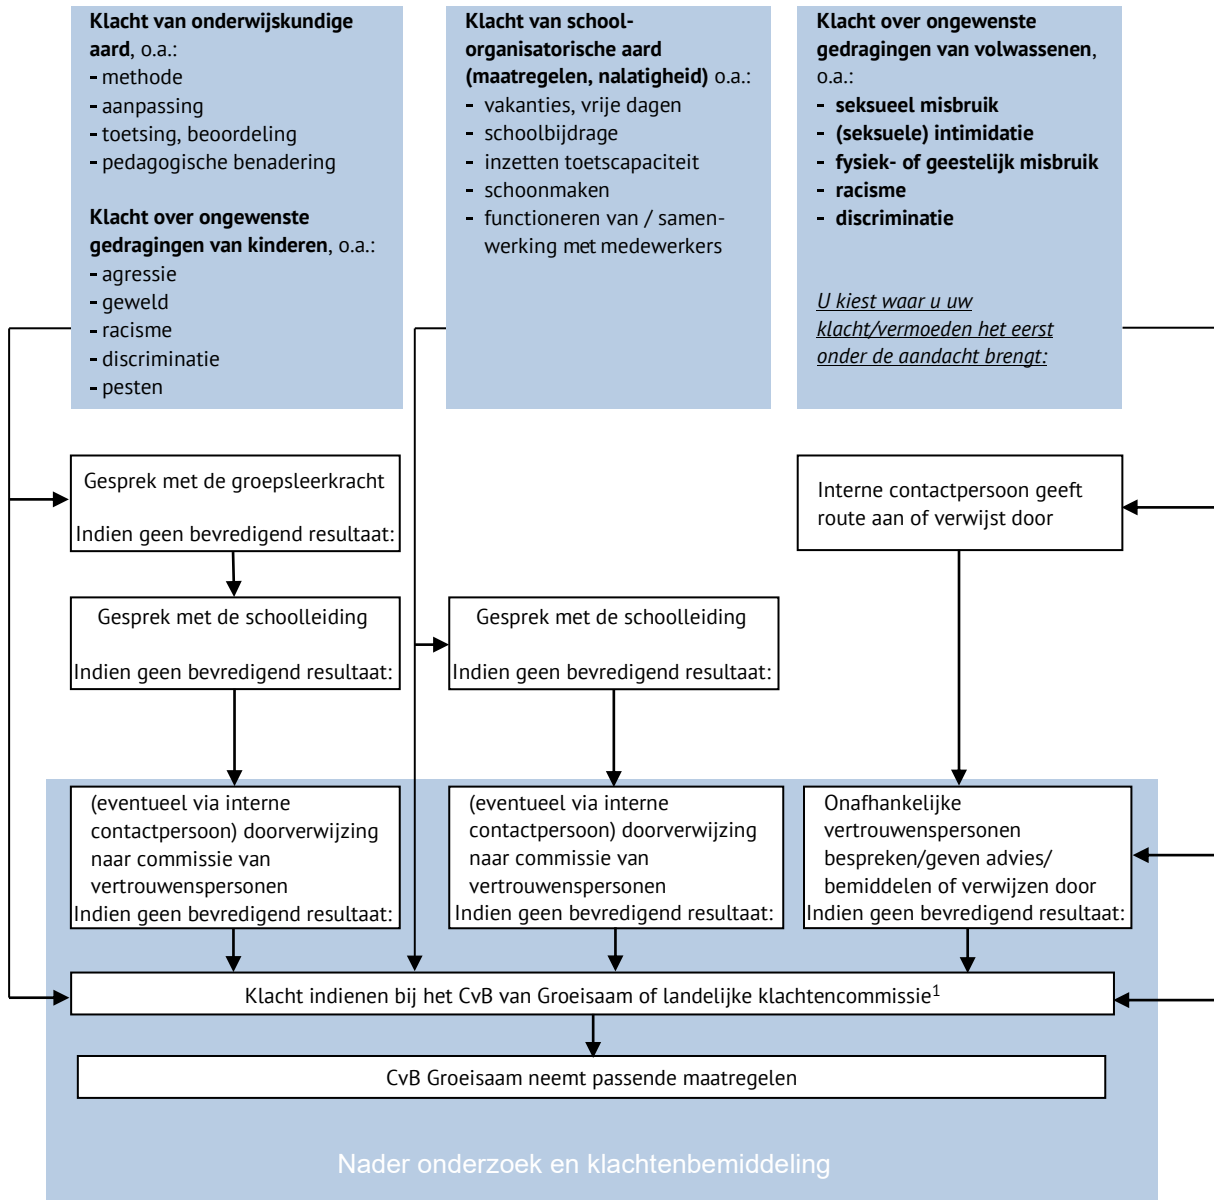 Klacht van onderwijskundige
aard, o.a.:
- methode
- aanpassing
- toetsing, beoordeling
- pedagogische benadering
Klacht over ongewenste
gedragingen van kinderen, o.a.:
- agressie
- geweld
- racisme
- discriminatie
- pesten
Klacht van school-
organisatorische aard
(maatregelen, nalatigheid) o.a.:
- vakanties, vrije dagen
- schoolbijdrage
- inzetten toetscapaciteit
- schoonmaken
- functioneren van / samen-
werking met medewerkers
Klacht over ongewenste
gedragingen van volwassenen,
o.a.:
- seksueel misbruik
- (seksuele) intimidatie
- fysiek- of geestelijk misbruik
- racisme
- discriminatie
U kiest waar u uw
klacht/vermoeden het eerst
onder de aandacht brengt:
Gesprek met de groepsleerkracht
Indien geen bevredigend resultaat:
Interne contactpersoon geeft
route aan of verwijst door
Gesprek met de schoolleiding
Indien geen bevredigend resultaat:
Gesprek met de schoolleiding
Indien geen bevredigend resultaat:
(eventueel via interne
contactpersoon) doorverwijzing
naar commissie van
vertrouwenspersonen
Indien geen bevredigend resultaat:
(eventueel via interne
contactpersoon) doorverwijzing
naar commissie van
vertrouwenspersonen
Indien geen bevredigend resultaat:
Onafhankelijke
vertrouwenspersonen
bespreken/geven advies/
bemiddelen of verwijzen door
Indien geen bevredigend resultaat:
Klacht indienen bij het CvB van Groeisaam of landelijke klachtencommissie¹
CvB Groeisaam neemt passende maatregelen
Nader onderzoek en klachtenbemiddeling